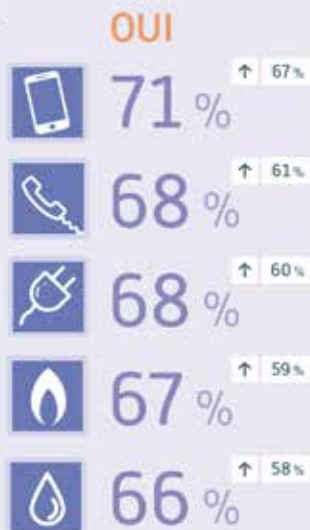 OUI
71 % ↑ 67 %
68 % ↑ 61 %
68 % ↑ 60 %
67 % ↑ 59 %
66 % ↑ 58 %